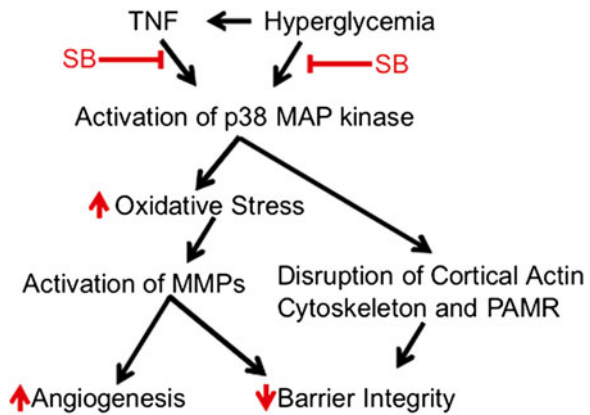 TNF Hyperglycemia
SB SB
Activation of p38 MAP kinase
Oxidative Stress
Activation of MMPs
Disruption of Cortical Actin
Cytoskeleton and PAMR
Angiogenesis
Barrier Integrity